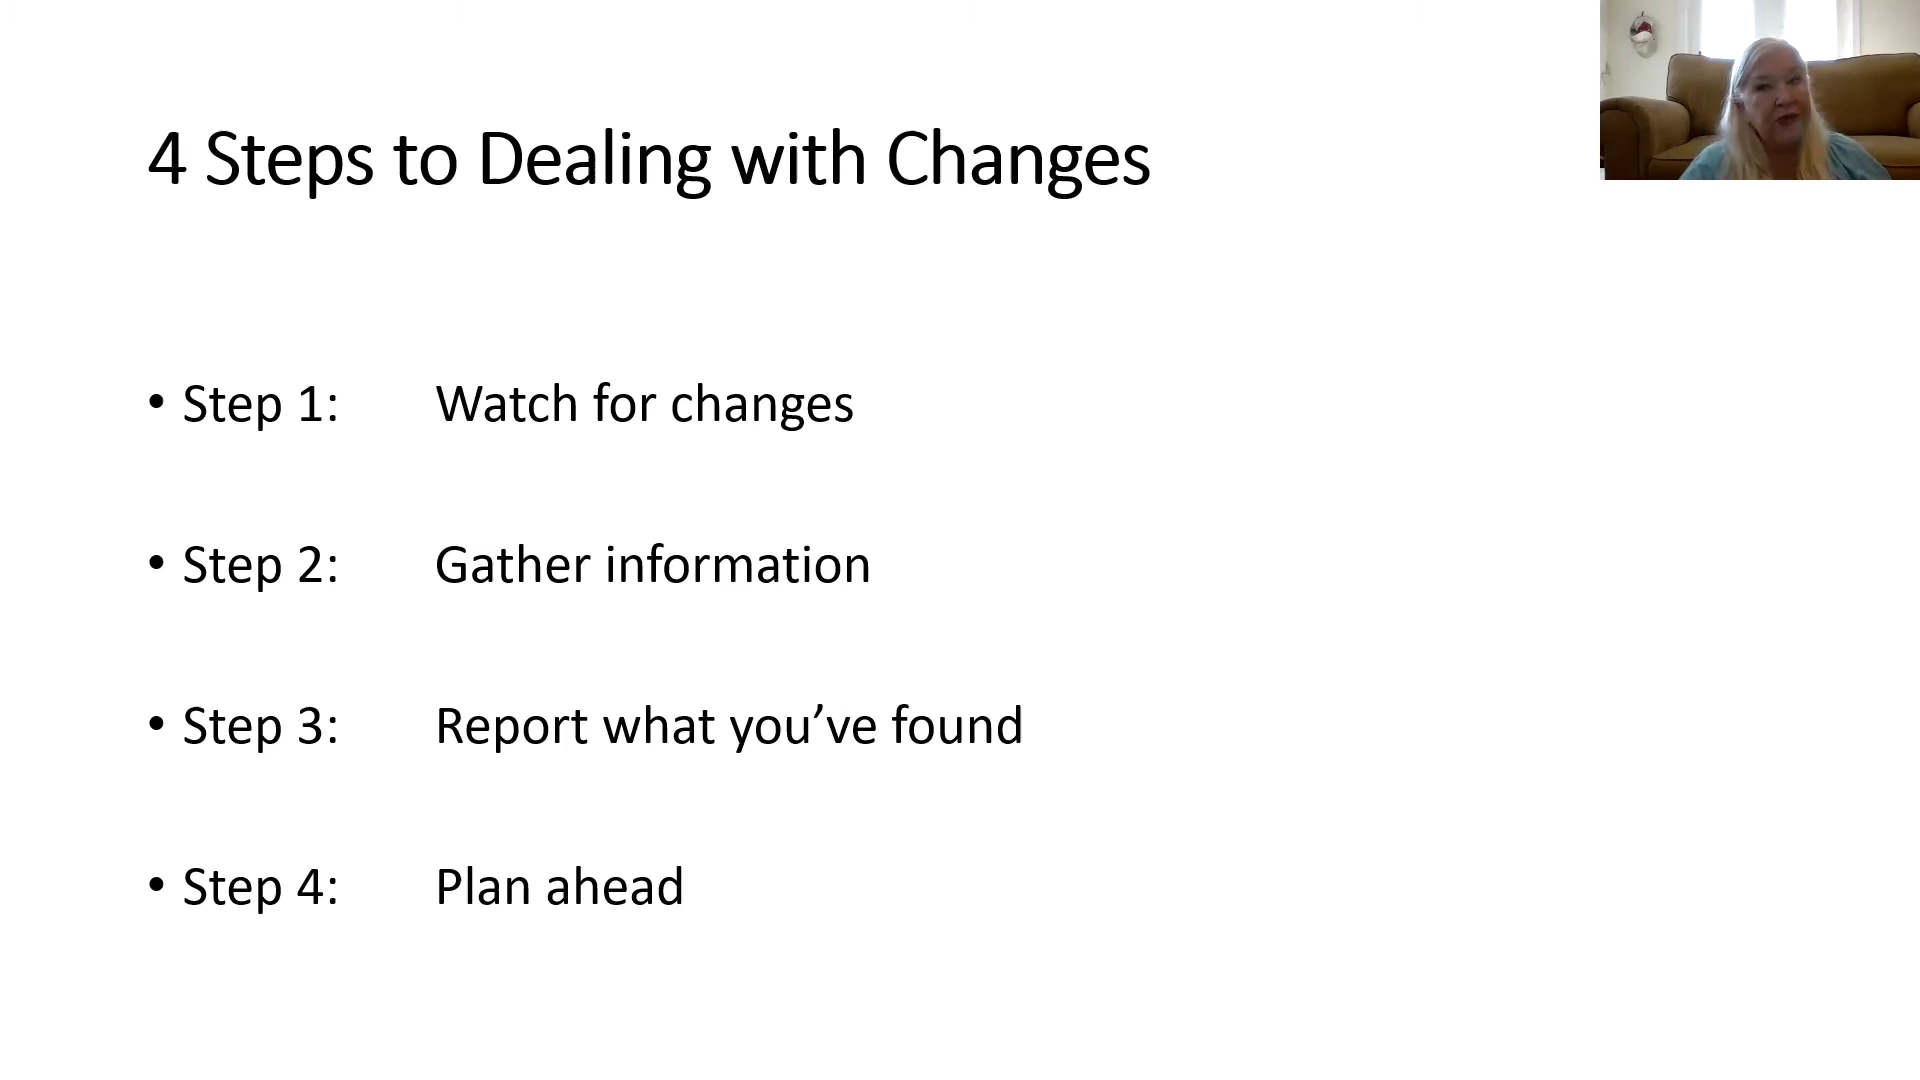 4 Steps to Dealing with Changes
• Step 1: Watch for changes
• Step 2: Gather information
• Step 3: Report what you’ve found
• Step 4: Plan ahead